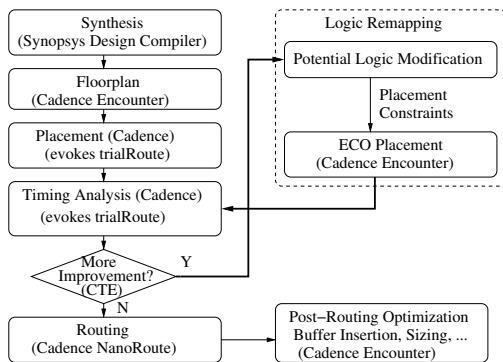 Synthesis
(Synopsys Design Compiler)
Floorplan
(Cadence Encounter)
Placement (Cadence)
(evokes trialRoute)
Timing Analysis (Cadence)
(evokes trialRoute)
More
Improvement?
(CTE)
Y
N
Routing
(Cadence NanoRoute)
Logic Remapping
Potential Logic Modification
Placement
Constraints
ECO Placement
(Cadence Encounter)
Post−Routing Optimization
Buffer Insertion, Sizing, ...
(Cadence Encounter)